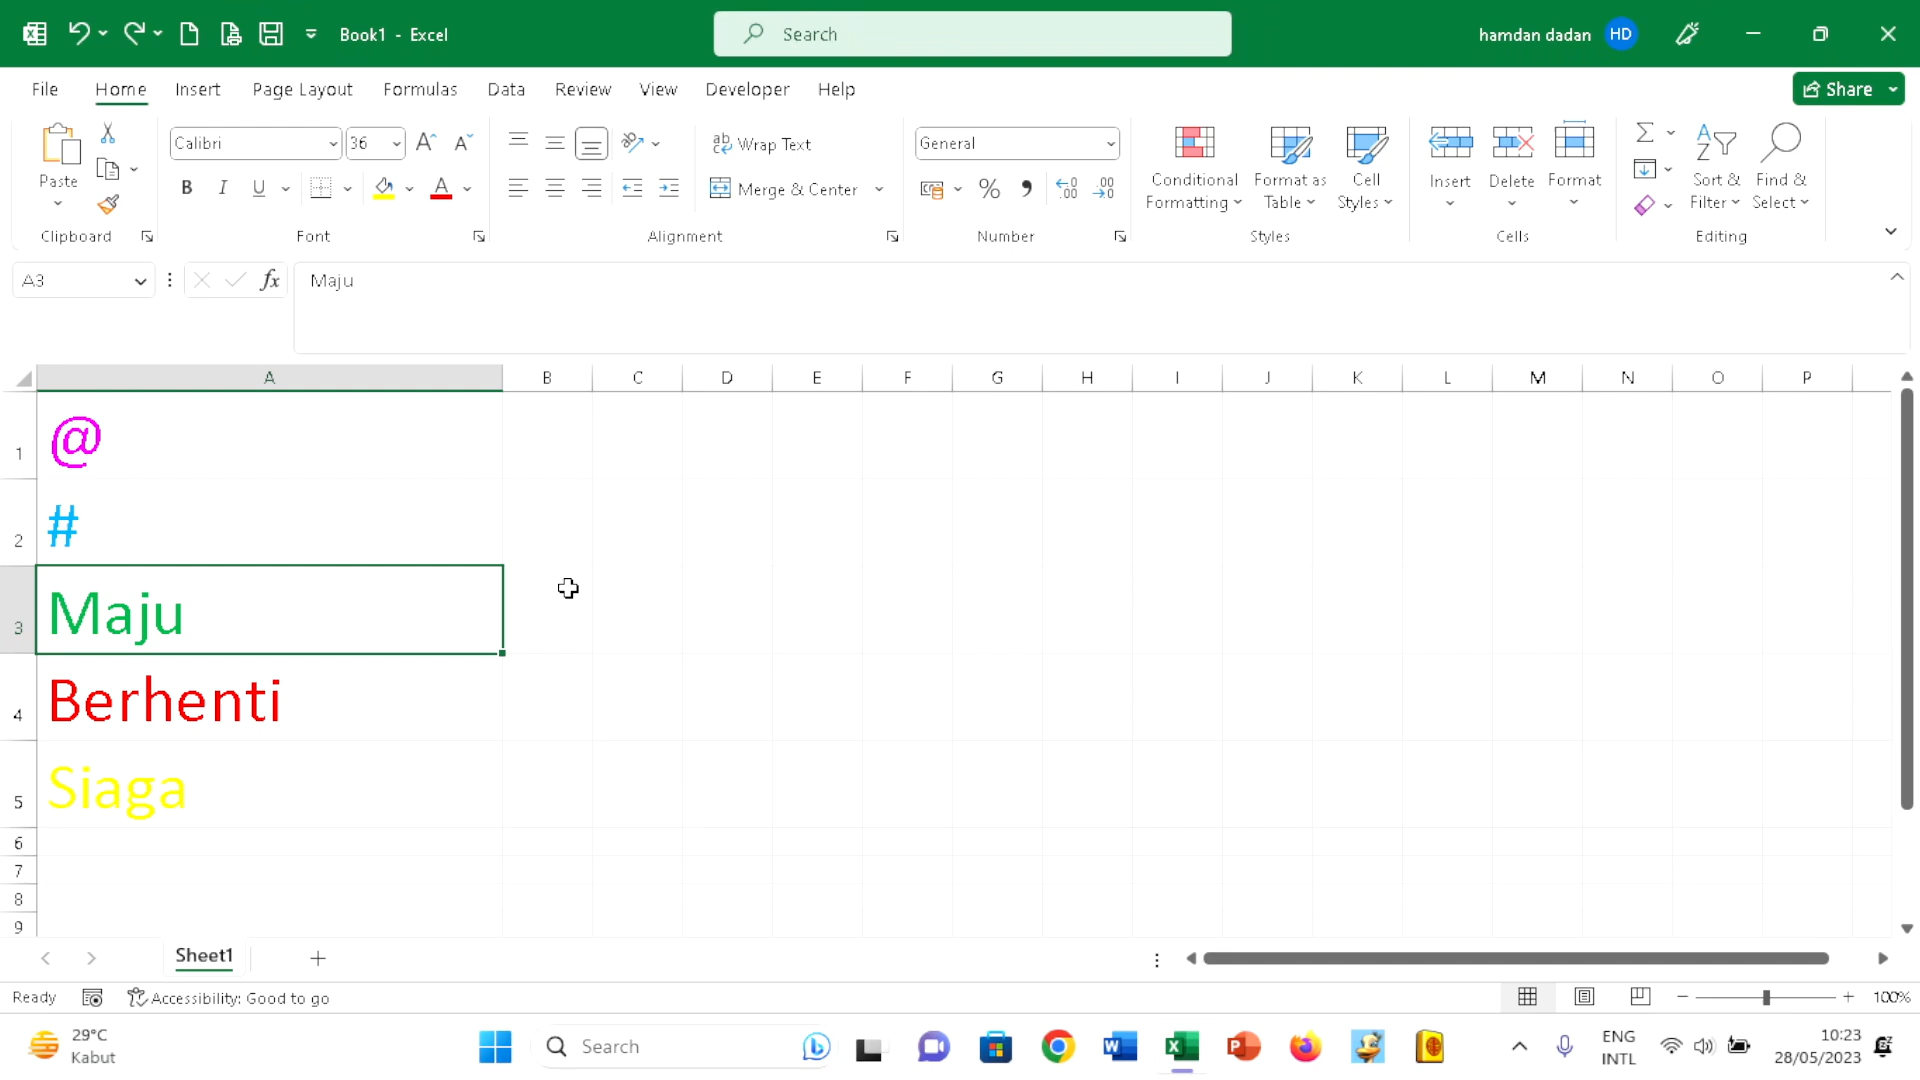 Book1 - Excel
Search
hamdan dadan
HD
File
Home
Insert
Page Layout
Formulas
Data
Review
View
Developer
Help
Share
Paste
Clipboard
Calibri
36
B
I
U
A
Font
Wrap Text
Merge & Center
Alignment
General
%
Number
Conditional Formatting
Format as Table
Cell Styles
Styles
Insert
Delete
Format
Cells
Sort & Filter
Find & Select
Editing
A3
fx
Maju
A B C D E F G H I J K L M N O P
1 @
2 #
3 Maju
4 Berhenti
5 Siaga
6
7
8
9
Sheet1
Ready
Accessibility: Good to go
100%
29°C
Kabut
Search
ENG
INTL
10:23
28/05/2023